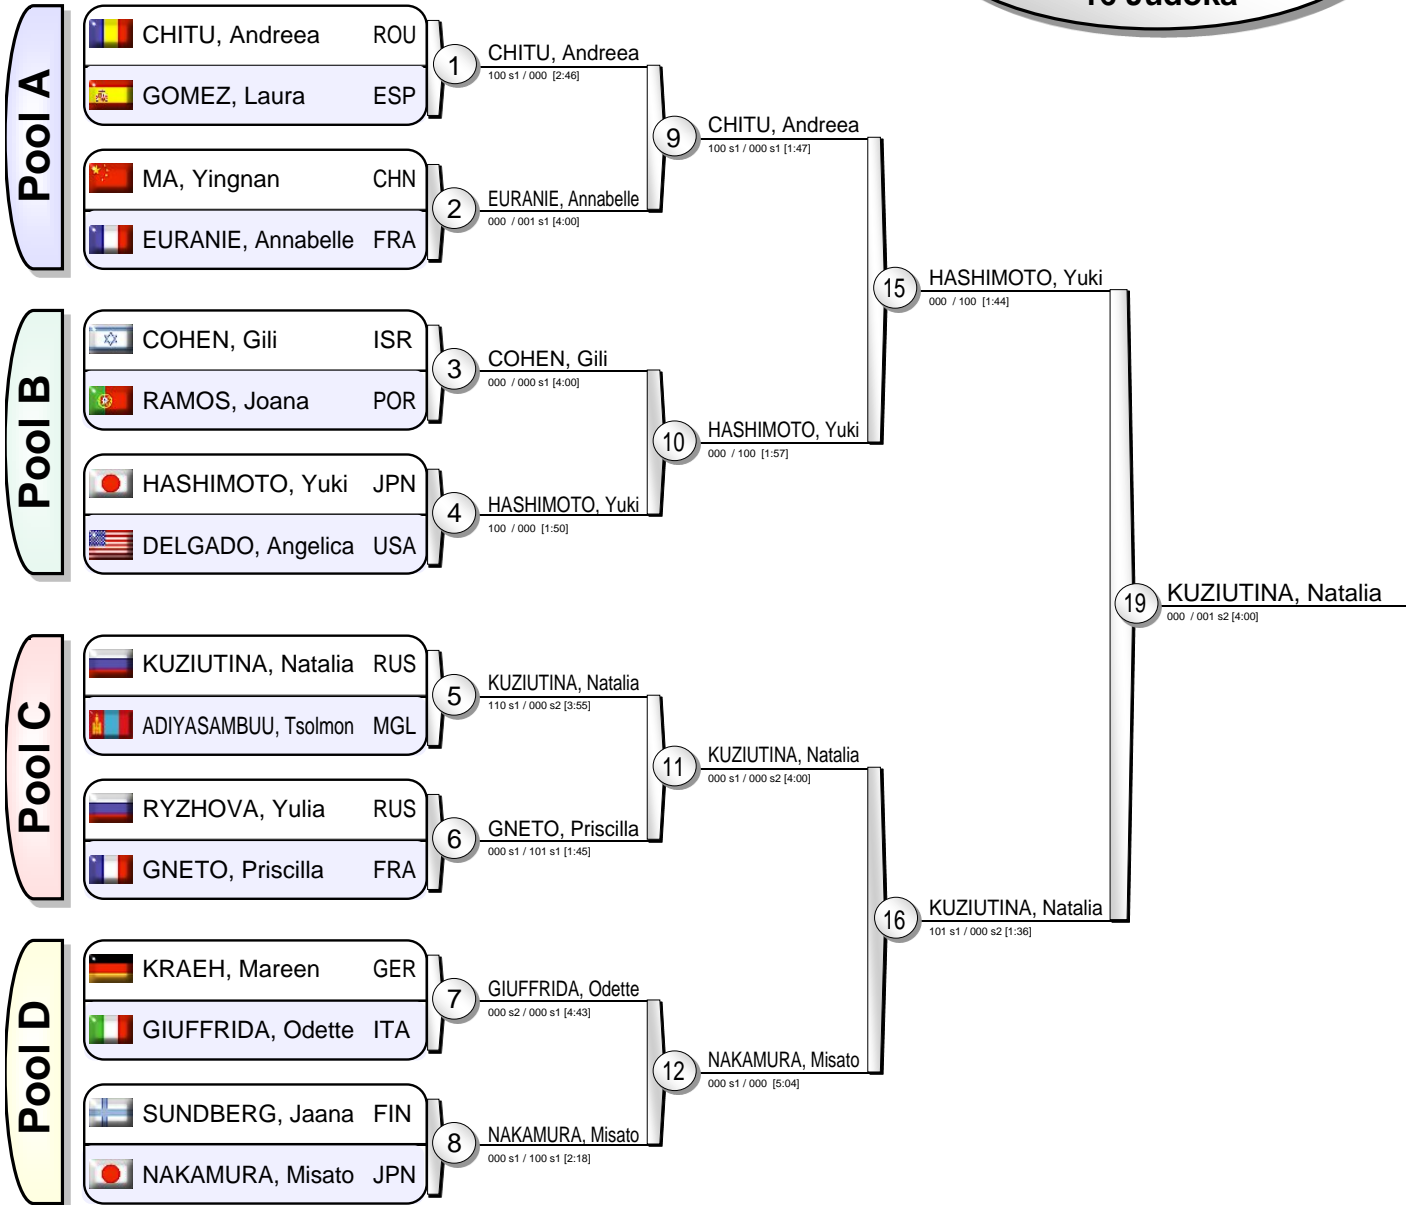 16 Judoka
Pool A
CHITU, Andreea ROU
GOMEZ, Laura ESP
MA, Yingnan CHN
EURANIE, Annabelle FRA
1
CHITU, Andreea
100 s1 / 000 [2:46]
2
EURANIE, Annabelle
000 / 001 s1 [4:00]
9
CHITU, Andreea
100 s1 / 000 s1 [1:47]
Pool B
COHEN, Gili ISR
RAMOS, Joana POR
HASHIMOTO, Yuki JPN
DELGADO, Angelica USA
3
COHEN, Gili
000 / 000 s1 [4:00]
4
HASHIMOTO, Yuki
100 / 000 [1:50]
10
HASHIMOTO, Yuki
000 / 100 [1:57]
15
HASHIMOTO, Yuki
000 / 100 [1:44]
Pool C
KUZIUTINA, Natalia RUS
ADIYASAMBUU, Tsolmon MGL
RYZHOVA, Yulia RUS
GNETO, Priscilla FRA
5
KUZIUTINA, Natalia
110 s1 / 000 s2 [3:55]
6
GNETO, Priscilla
000 s1 / 101 s1 [1:45]
11
KUZIUTINA, Natalia
000 s1 / 000 s2 [4:00]
Pool D
KRAEH, Mareen GER
GIUFFRIDA, Odette ITA
SUNDBERG, Jaana FIN
NAKAMURA, Misato JPN
7
GIUFFRIDA, Odette
000 s2 / 000 s1 [4:43]
8
NAKAMURA, Misato
000 s1 / 100 s1 [2:18]
12
NAKAMURA, Misato
000 s1 / 000 [5:04]
16
KUZIUTINA, Natalia
101 s1 / 000 s2 [1:36]
19
KUZIUTINA, Natalia
000 / 001 s2 [4:00]